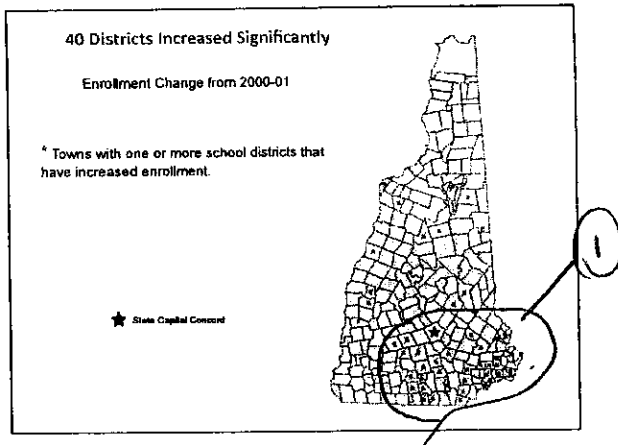 40 Districts Increased Significantly
Enrollment Change from 2000-01
* Towns with one or more school districts that
have increased enrollment.
★ State Capital Concord
1